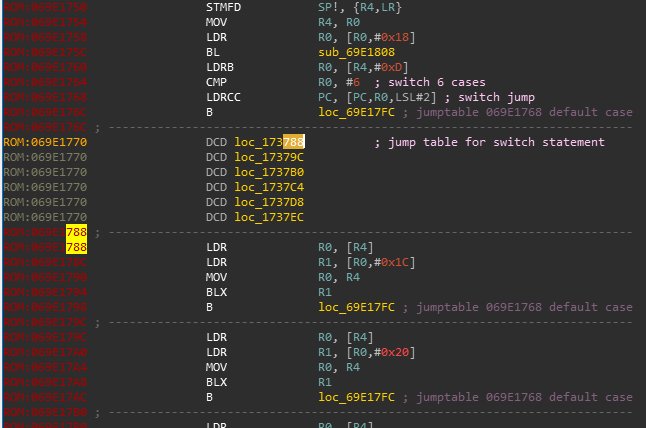 ROM:069E1750 STMFD SP!, {R4,LR}
ROM:069E1754 MOV R4, R0
ROM:069E1758 LDR R0, [R0,#0x18]
ROM:069E175C BL sub_69E1808
ROM:069E1760 LDRB R0, [R4,#0xD]
ROM:069E1764 CMP R0, #6 ; switch 6 cases
ROM:069E1768 LDRCC PC, [PC,R0,LSL#2] ; switch jump
ROM:069E176C B loc_69E17FC ; jumptable 069E1768 default case
ROM:069E176C ; ---------------------------------------------------------------------------
ROM:069E1770 DCD loc_173788 ; jump table for switch statement
ROM:069E1770 DCD loc_17379C
ROM:069E1770 DCD loc_1737B0
ROM:069E1770 DCD loc_1737C4
ROM:069E1770 DCD loc_1737D8
ROM:069E1770 DCD loc_1737EC
ROM:069E1788 ; ---------------------------------------------------------------------------
ROM:069E1788 LDR R0, [R4]
ROM:069E178C LDR R1, [R0,#0x1C]
ROM:069E1790 MOV R0, R4
ROM:069E1794 BLX R1
ROM:069E1798 B loc_69E17FC ; jumptable 069E1768 default case
ROM:069E179C ; ---------------------------------------------------------------------------
ROM:069E179C LDR R0, [R4]
ROM:069E17A0 LDR R1, [R0,#0x20]
ROM:069E17A4 MOV R0, R4
ROM:069E17A8 BLX R1
ROM:069E17AC B loc_69E17FC ; jumptable 069E1768 default case
ROM:069E17B0 ; ---------------------------------------------------------------------------
LDR R0, [R4]